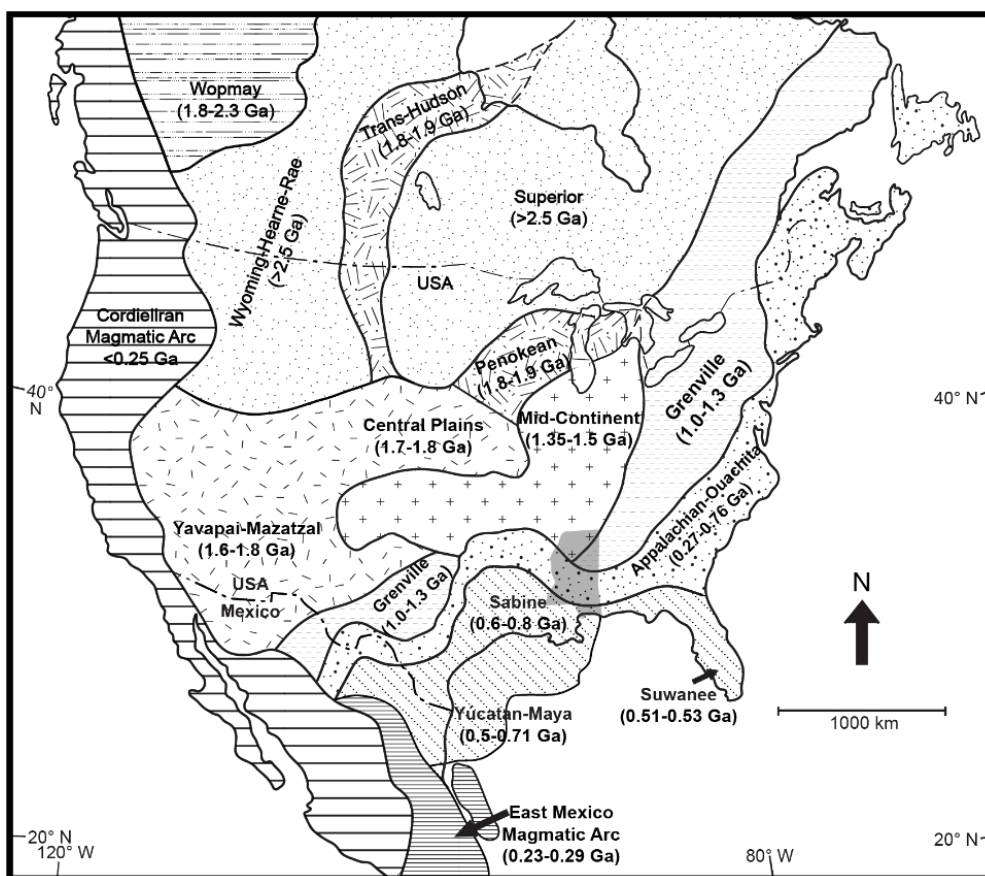 Wopmay
(1.8-2.3 Ga)
Trans-Hudson
(1.8-1.9 Ga)
Wyoming-Hearne-Rae
(>2.5 Ga)
Superior
(>2.5 Ga)
USA
Cordieliran
Magmatic Arc
<0.25 Ga
Penokean
(1.8-1.9 Ga)
40°
N
40° N
Central Plains
(1.7-1.8 Ga)
Mid-Continent
(1.35-1.5 Ga)
Grenville
(1.0-1.3 Ga)
Appalachian-Ouachita
(0.27-0.76 Ga)
Yavapai-Mazatzal
(1.6-1.8 Ga)
USA
Mexico
Grenville
(1.0-1.3 Ga)
Sabine
(0.6-0.8 Ga)
N
Suwanee
(0.51-0.53 Ga)
1000 km
Yucatan-Maya
(0.5-0.71 Ga)
East Mexico
Magmatic Arc
(0.23-0.29 Ga)
20° N
120° W
80° W
20° N